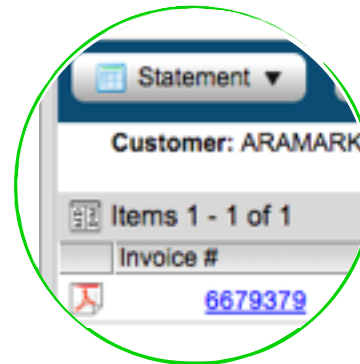 Statement ▼
Customer: ARAMARK
Items 1 - 1 of 1
Invoice #
6679379